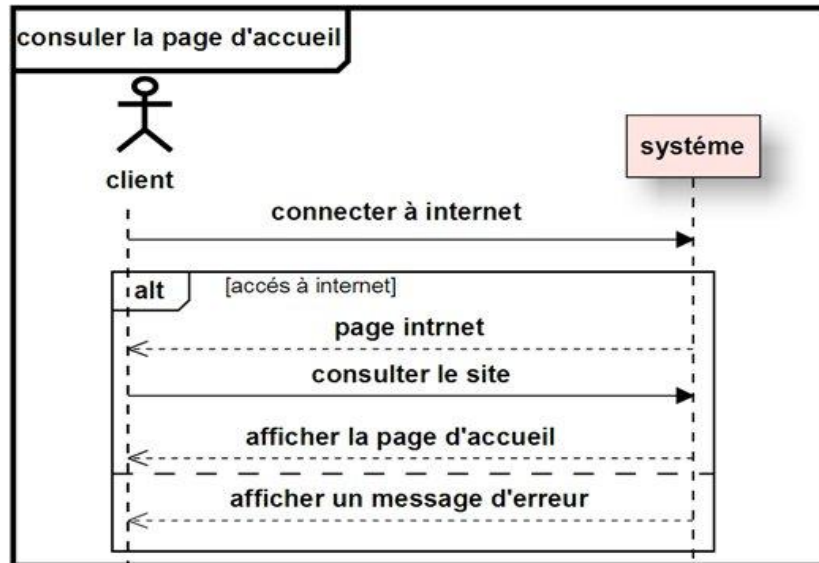 consuler la page d'accueil
client
systéme
connecter à internet
alt
[accés à internet]
page intrnet
consulter le site
afficher la page d'accueil
afficher un message d'erreur